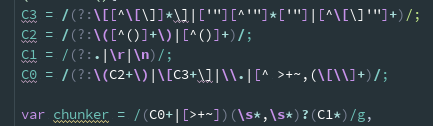 C3 = /(?:\[[^\[\]]*\]|['"][^'"]*['"]|[^\[\]'"]+)/;
C2 = /(?:\([^()]+\)|[^()]+)/;
C1 = /(?:.|\r|\n)/;
C0 = /(?:\(C2+\)|\[C3+\]|\\.|[^ >+~,(\[\\]+)/;
var chunker = /(C0+|[>+~])(\s*,\s*)?(C1*)/g,